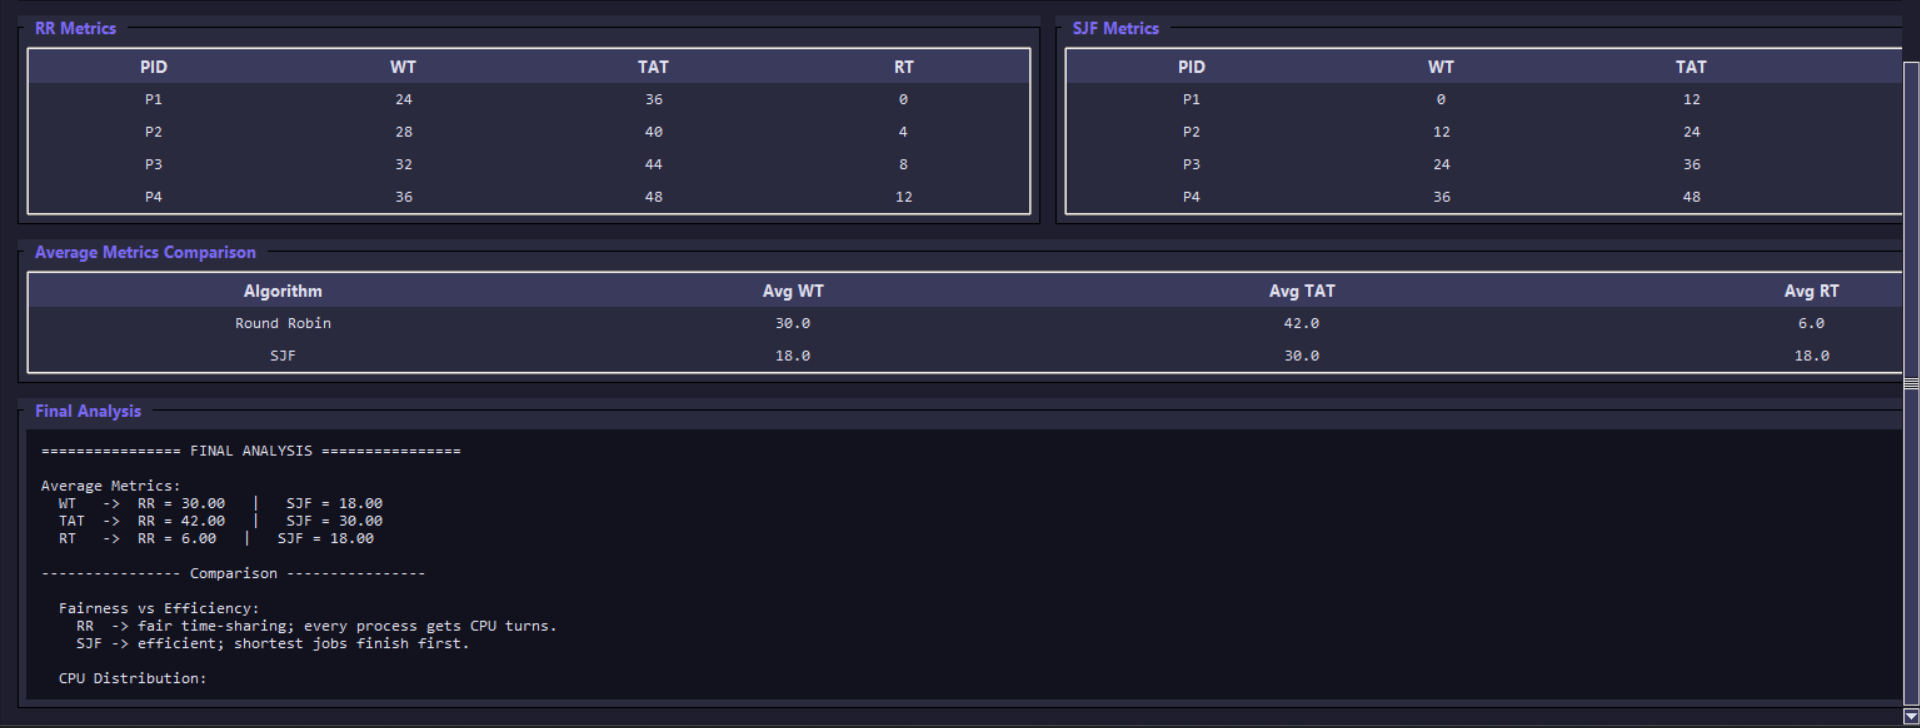 RR Metrics
PID WT TAT RT
P1 24 36 0
P2 28 40 4
P3 32 44 8
P4 36 48 12
SJF Metrics
PID WT TAT
P1 0 12
P2 12 24
P3 24 36
P4 36 48
Average Metrics Comparison
Algorithm Avg WT Avg TAT Avg RT
Round Robin 30.0 42.0 6.0
SJF 18.0 30.0 18.0
Final Analysis
================ FINAL ANALYSIS ================
Average Metrics:
WT -> RR = 30.00 | SJF = 18.00
TAT -> RR = 42.00 | SJF = 30.00
RT -> RR = 6.00 | SJF = 18.00
---------------- Comparison ----------------
Fairness vs Efficiency:
RR -> fair time-sharing; every process gets CPU turns.
SJF -> efficient; shortest jobs finish first.
CPU Distribution: